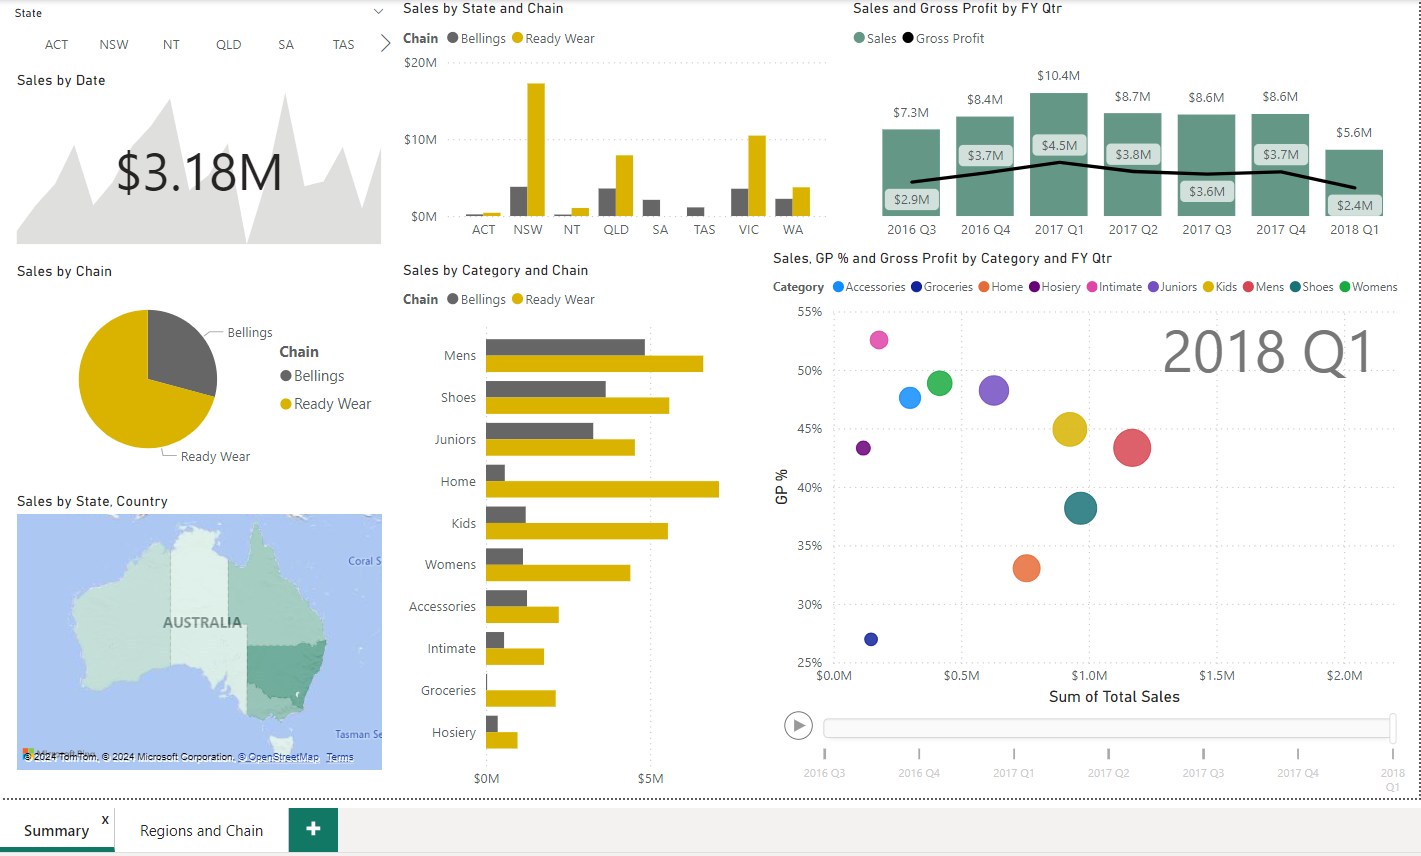 State
ACT NSW NT QLD SA TAS
Sales by Date
$3.18M
Sales by Chain
Bellings
Ready Wear
Chain
Bellings
Ready Wear
Sales by State, Country
AUSTRALIA
Coral S
Tasman Se
© 2024 TomTom, © 2024 Microsoft Corporation, © OpenStreetMap Terms
Sales by State and Chain
Chain Bellings Ready Wear
$20M
$10M
$0M
ACT NSW NT QLD SA TAS VIC WA
Sales by Category and Chain
Chain Bellings Ready Wear
Mens
Shoes
Juniors
Home
Kids
Womens
Accessories
Intimate
Groceries
Hosiery
$0M $5M
Sales and Gross Profit by FY Qtr
Sales Gross Profit
$7.3M $8.4M $10.4M $8.7M $8.6M $8.6M $5.6M
$2.9M $3.7M $4.5M $3.8M $3.6M $3.7M $2.4M
2016 Q3 2016 Q4 2017 Q1 2017 Q2 2017 Q3 2017 Q4 2018 Q1
Sales, GP % and Gross Profit by Category and FY Qtr
Category Accessories Groceries Home Hosiery Intimate Juniors Kids Mens Shoes Womens
2018 Q1
GP %
55%
50%
45%
40%
35%
30%
25%
$0.0M $0.5M $1.0M $1.5M $2.0M
Sum of Total Sales
2016 Q3 2016 Q4 2017 Q1 2017 Q2 2017 Q3 2017 Q4 2018
Q1
Summary x Regions and Chain +